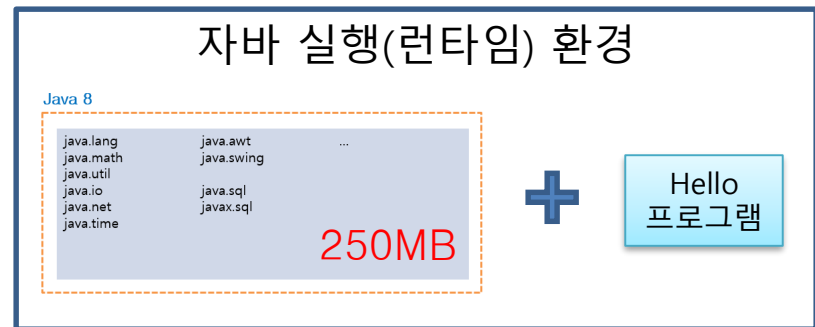 자바 실행(런타임) 환경
Java 8
java.lang java.awt ...
java.math java.swing
java.util
java.io java.sql
java.net javax.sql
java.time
250MB
Hello
프로그램